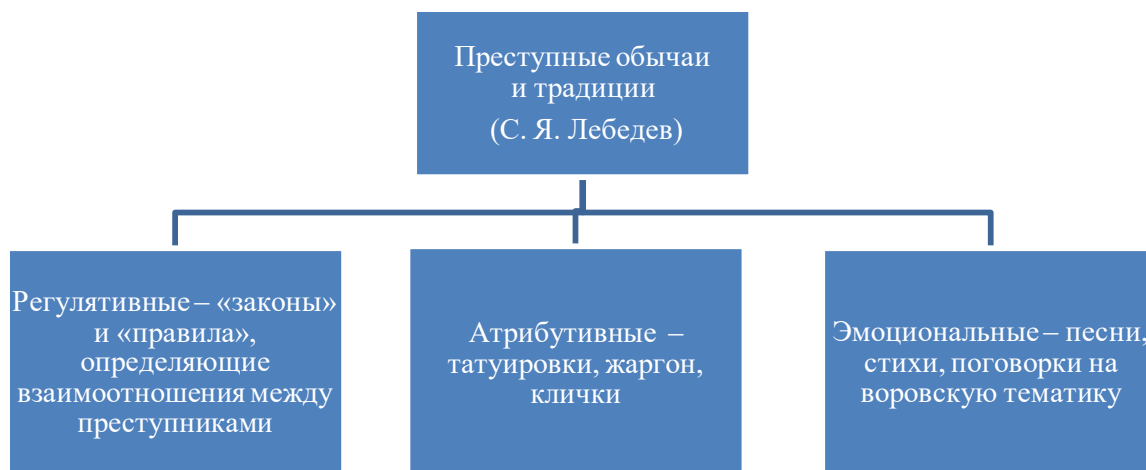 Преступные обычаи
и традиции
(С. Я. Лебедев)
Регулятивные – «законы»
и «правила»,
определяющие
взаимоотношения между
преступниками
Атрибутивные –
татуировки, жаргон,
клички
Эмоциональные – песни,
стихи, поговорки на
воровскую тематику